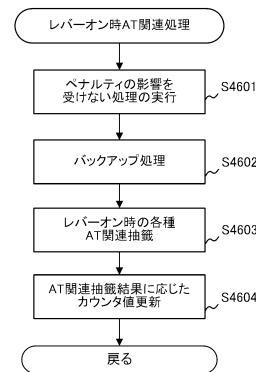 レバーオン時AT関連処理
ペナルティの影響を
受けない処理の実行
S4601
バックアップ処理
S4602
レバーオン時の各種
AT関連抽籤
S4603
AT関連抽籤結果に応じた
カウンタ値更新
S4604
戻る